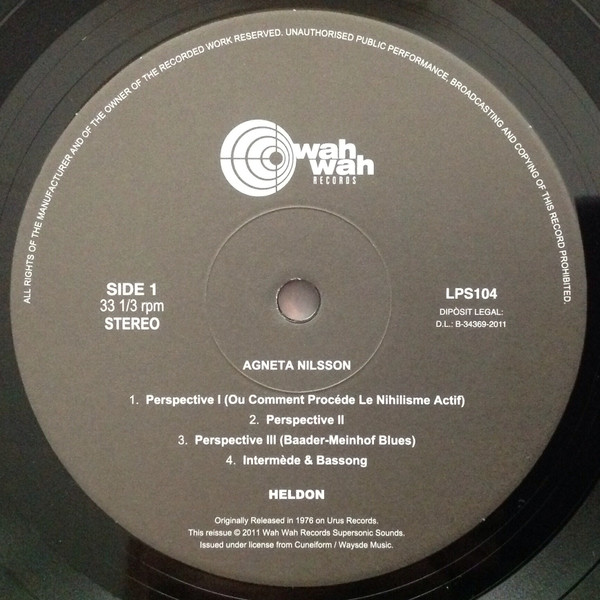 ALL RIGHTS OF THE MANUFACTURER AND OF THE OWNER OF THE RECORDED WORK RESERVED. UNAUTHORISED PUBLIC PERFORMANCE, BROADCASTING AND COPYING OF THIS RECORD PROHIBITED.
wah
wah
RECORDS
SIDE 1
33 1/3 rpm
STEREO
LPS104
DIPÒSIT LEGAL:
D.L.: B-34369-2011
AGNETA NILSSON
1. Perspective I (Ou Comment Procéde Le Nihilisme Actif)
2. Perspective II
3. Perspective III (Baader-Meinhof Blues)
4. Intermède & Bassong
HELDON
Originally Released in 1976 on Urus Records.
This reissue © 2011 Wah Wah Records Supersonic Sounds.
Issued under license from Cuneiform / Waysde Music.